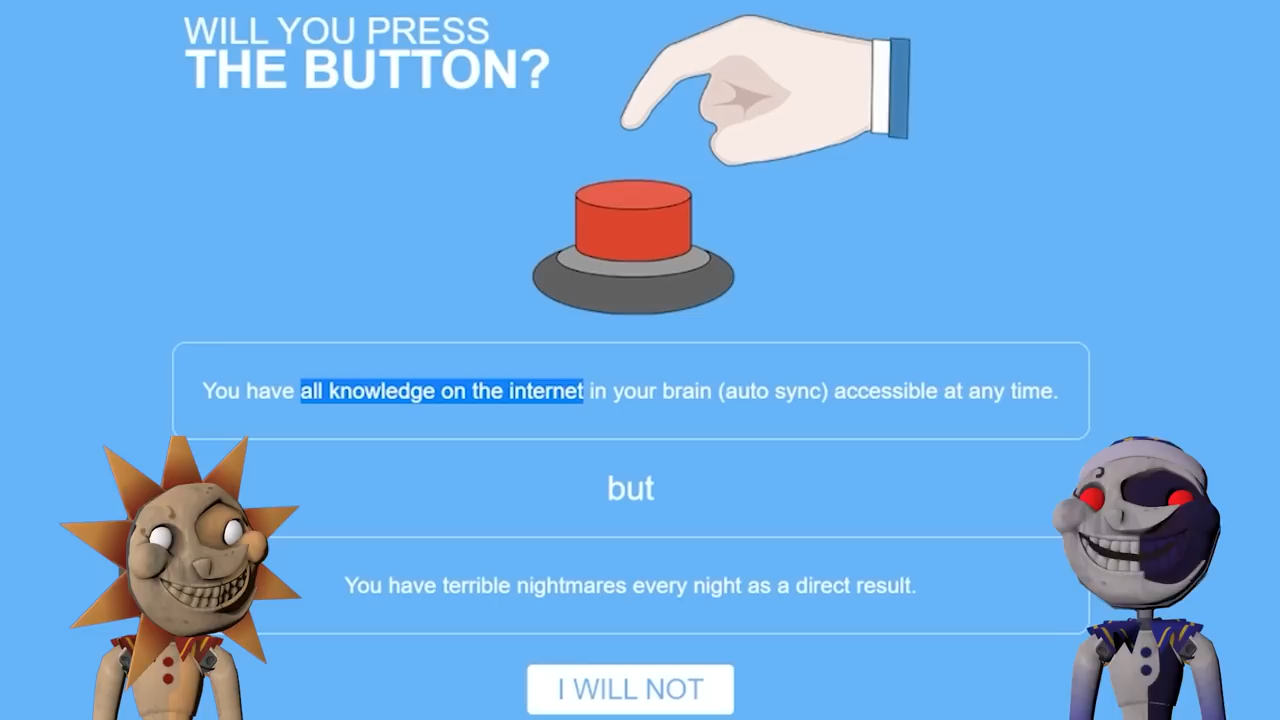 WILL YOU PRESS
THE BUTTON?
You have all knowledge on the internet in your brain (auto sync) accessible at any time.
but
You have terrible nightmares every night as a direct result.
I WILL NOT